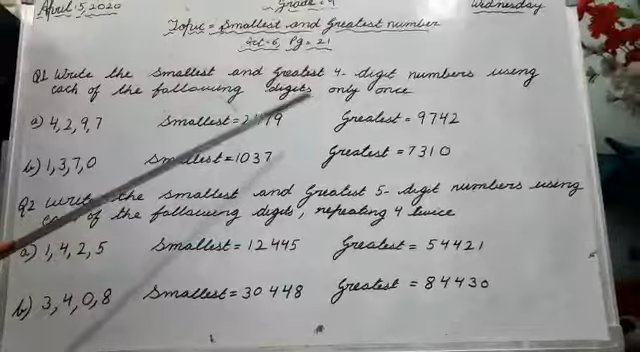 April 5, 2020 Grade = 4 Wednesday
Topic = Smallest and Greatest number
Pg = 21
Q1 Write the smallest and greatest 4- digit numbers using
each of the following digits only once
a) 4, 2, 9, 7 Smallest = 2479 Greatest = 9742
b) 1, 3, 7, 0 Smallest = 1037 Greatest = 7310
Q2 Write the smallest and greatest 5- digit numbers using
each of the following digits, repeating 4 twice
a) 1, 4, 2, 5 Smallest = 12445 Greatest = 54421
b) 3, 4, 0, 8 Smallest = 30448 Greatest = 84430